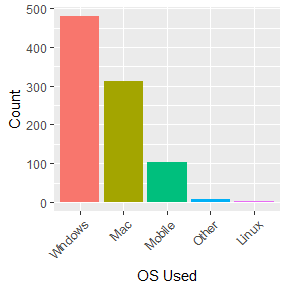 Count
500
400
300
200
100
0
Windows
Mac
Mobile
Other
Linux
OS Used